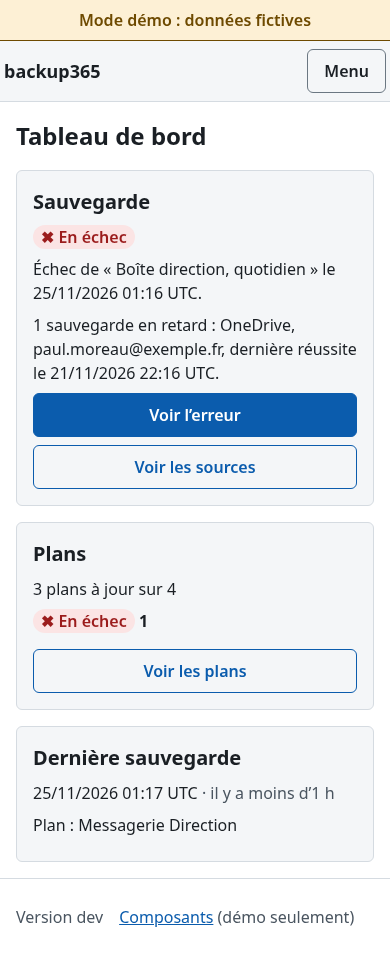 Mode démo : données fictives
backup365
Menu
Tableau de bord
Sauvegarde
✖ En échec
Échec de « Boîte direction, quotidien » le
25/11/2026 01:16 UTC.
1 sauvegarde en retard : OneDrive,
paul.moreau@exemple.fr, dernière réussite
le 21/11/2026 22:16 UTC.
Voir l’erreur
Voir les sources
Plans
3 plans à jour sur 4
✖ En échec 1
Voir les plans
Dernière sauvegarde
25/11/2026 01:17 UTC · il y a moins d’1 h
Plan : Messagerie Direction
Version dev Composants (démo seulement)